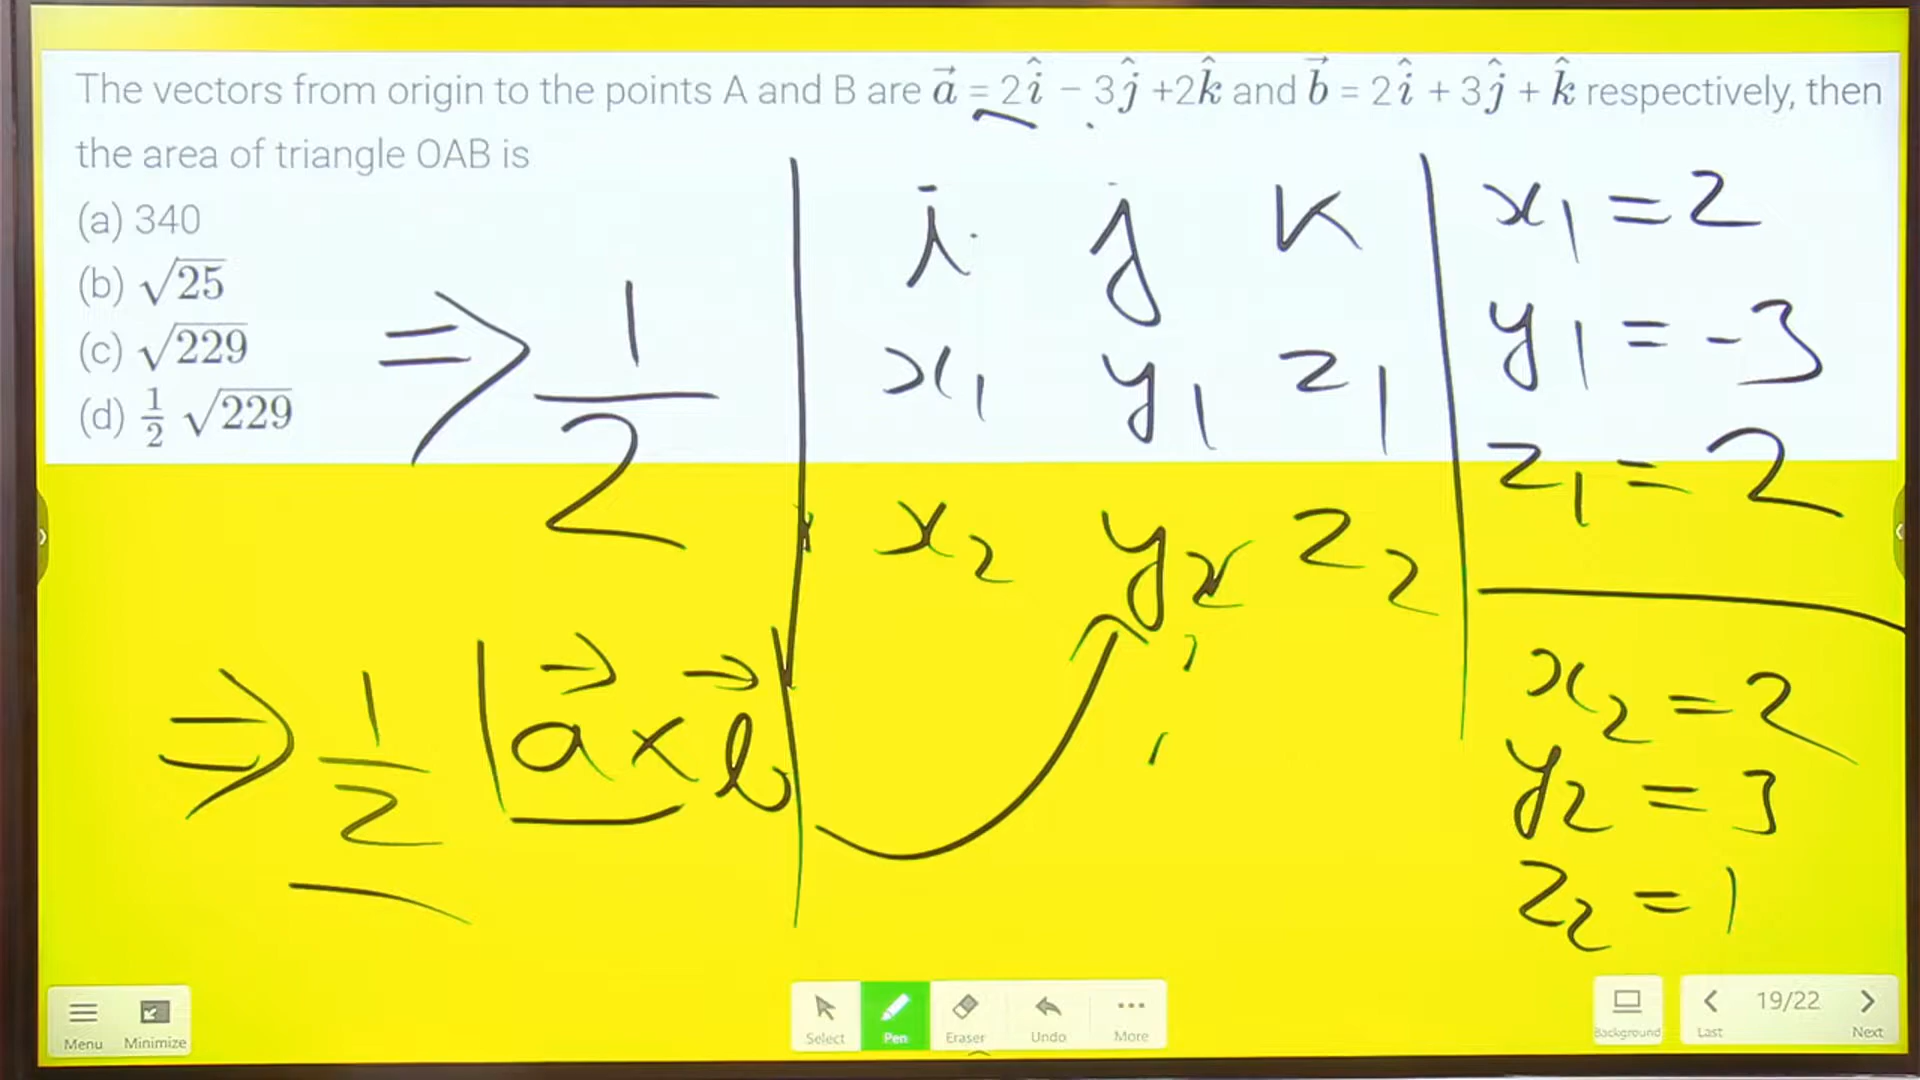 The vectors from origin to the points A and B are a⃗ = 2î − 3ĵ +2k̂ and b⃗ = 2î + 3ĵ + k̂ respectively, then
the area of triangle OAB is
(a) 340
(b) √25
(c) √229
(d) 1/2 √229
⇒ 1/2 | i j k |
x₁ y₁ z₁
x₂ y₂ z₂
⇒ 1/2 |a⃗ × b⃗|
x₁ = 2
y₁ = -3
z₁ = 2
x₂ = 2
y₂ = 3
z₂ = 1
Menu Minimize Select Pen Eraser Undo More Background Last 19/22 Next